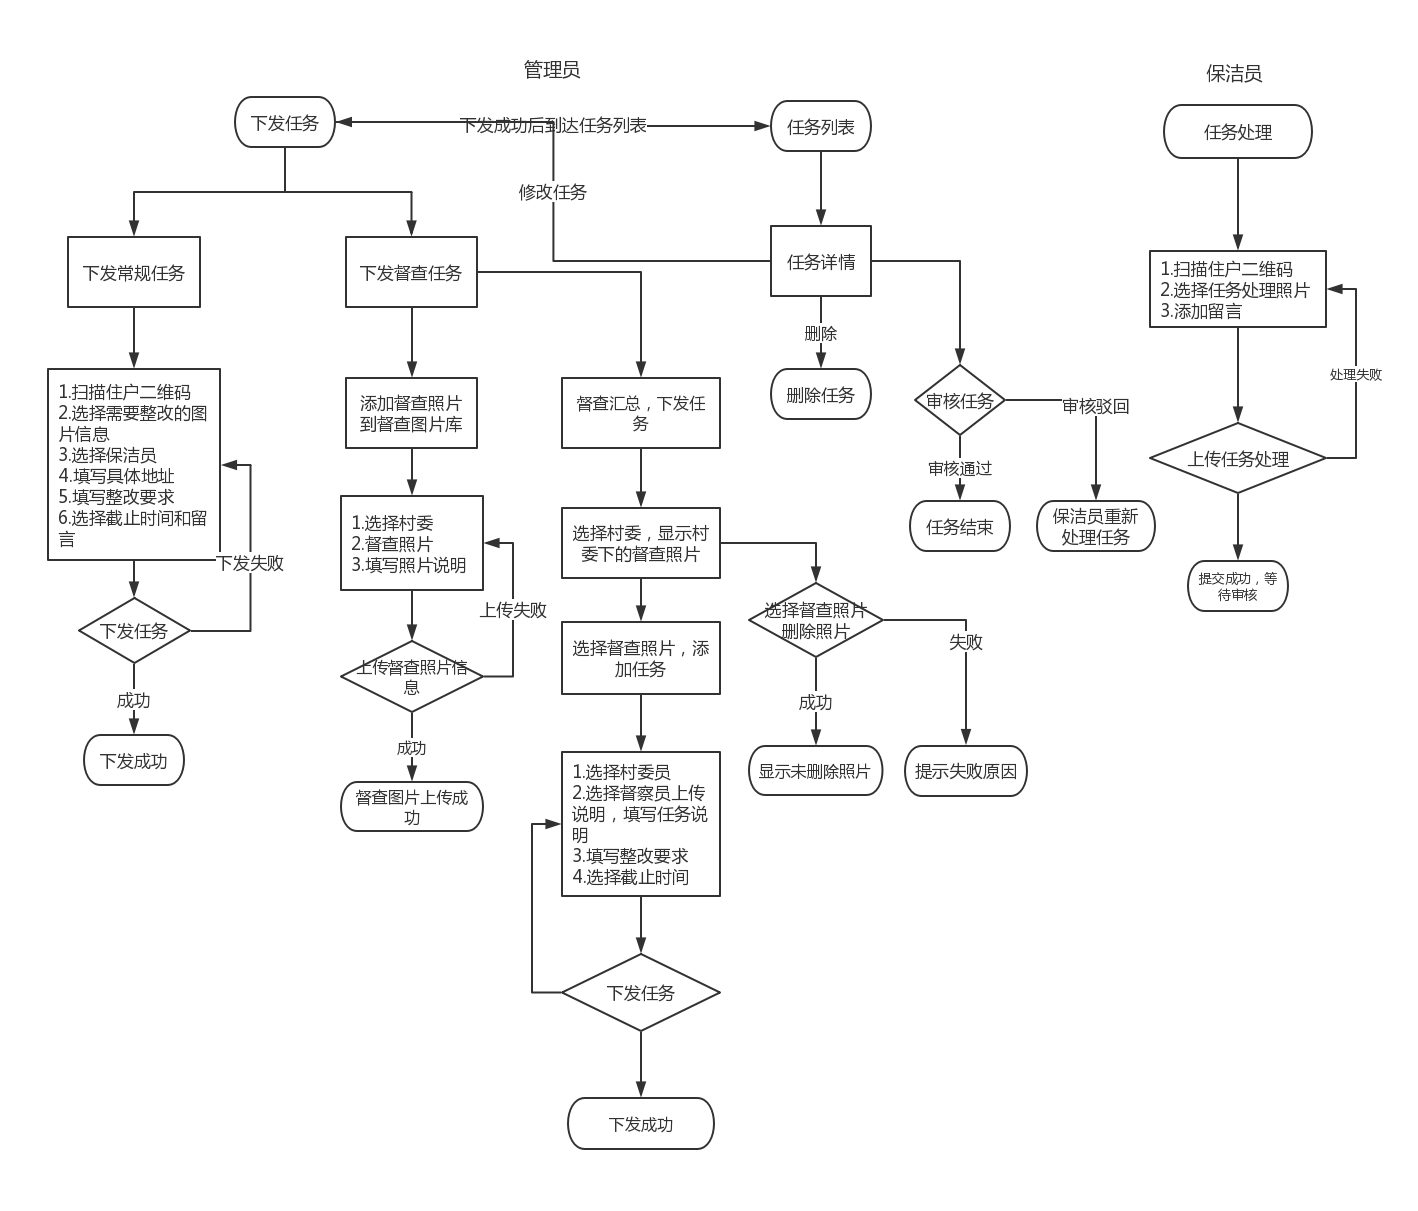 管理员
保洁员
下发任务
下发成功后到达任务列表
任务列表
任务处理
修改任务
下发常规任务
下发督查任务
任务详情
1.扫描住户二维码
2.选择任务处理照片
3.添加留言
删除
处理失败
1.扫描住户二维码
2.选择需要整改的图
片信息
3.选择保洁员
4.填写具体地址
5.填写整改要求
6.选择截止时间和留
言
添加督查照片
到督查图片库
督查汇总，下发任
务
删除任务
审核任务
审核驳回
上传任务处理
审核通过
1.选择村委
2.督查照片
3.填写照片说明
选择村委，显示村
委下的督查照片
任务结束
保洁员重新
处理任务
下发失败
提交成功，等
待审核
下发任务
上传失败
选择督查照片
删除照片
失败
上传督查照片信
息
选择督查照片，添
加任务
成功
成功
成功
下发成功
督查图片上传成
功
1.选择村委员
2.选择督察员上传
说明，填写任务说
明
3.填写整改要求
4.选择截止时间
显示未删除照片
提示失败原因
下发任务
下发成功